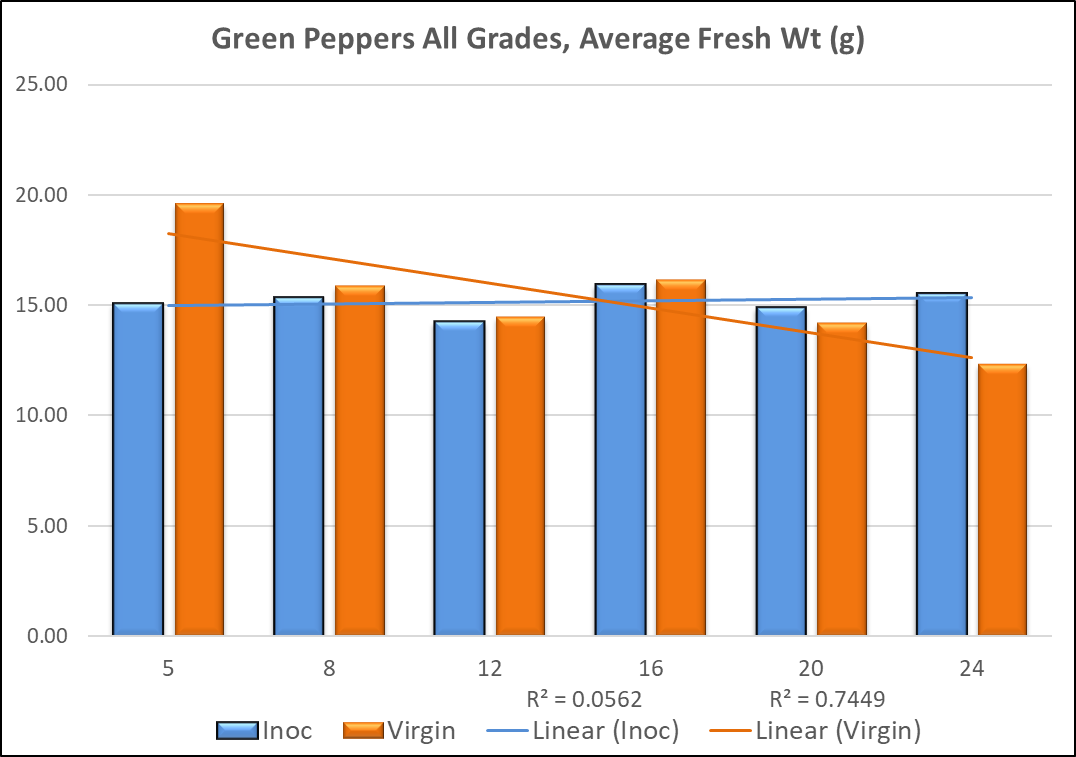 Green Peppers All Grades, Average Fresh Wt (g)
25.00
20.00
15.00
10.00
5.00
0.00
5 8 12 16 20 24
R² = 0.0562 R² = 0.7449
Inoc Virgin Linear (Inoc) Linear (Virgin)